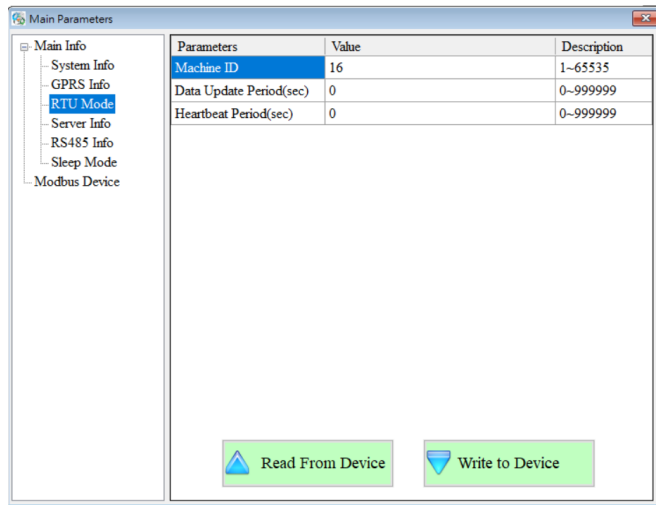 Main Parameters
Main Info
System Info
GPRS Info
RTU Mode
Server Info
RS485 Info
Sleep Mode
Modbus Device
Parameters Value Description
Machine ID 16 1~65535
Data Update Period(sec) 0 0~999999
Heartbeat Period(sec) 0 0~999999
Read From Device Write to Device